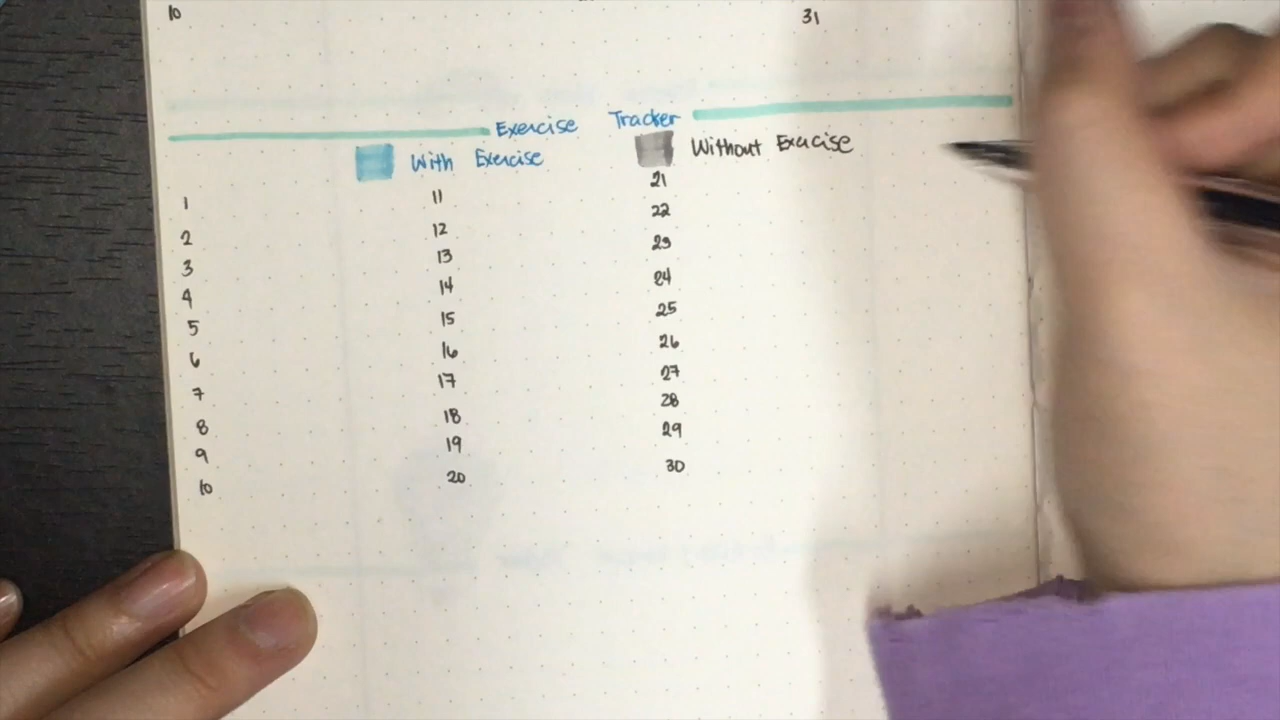 10 31
Exercise Tracker
With Exercise Without Exercise
1 11 21
2 12 22
3 13 23
4 14 24
5 15 25
6 16 26
7 17 27
8 18 28
9 19 29
10 20 30